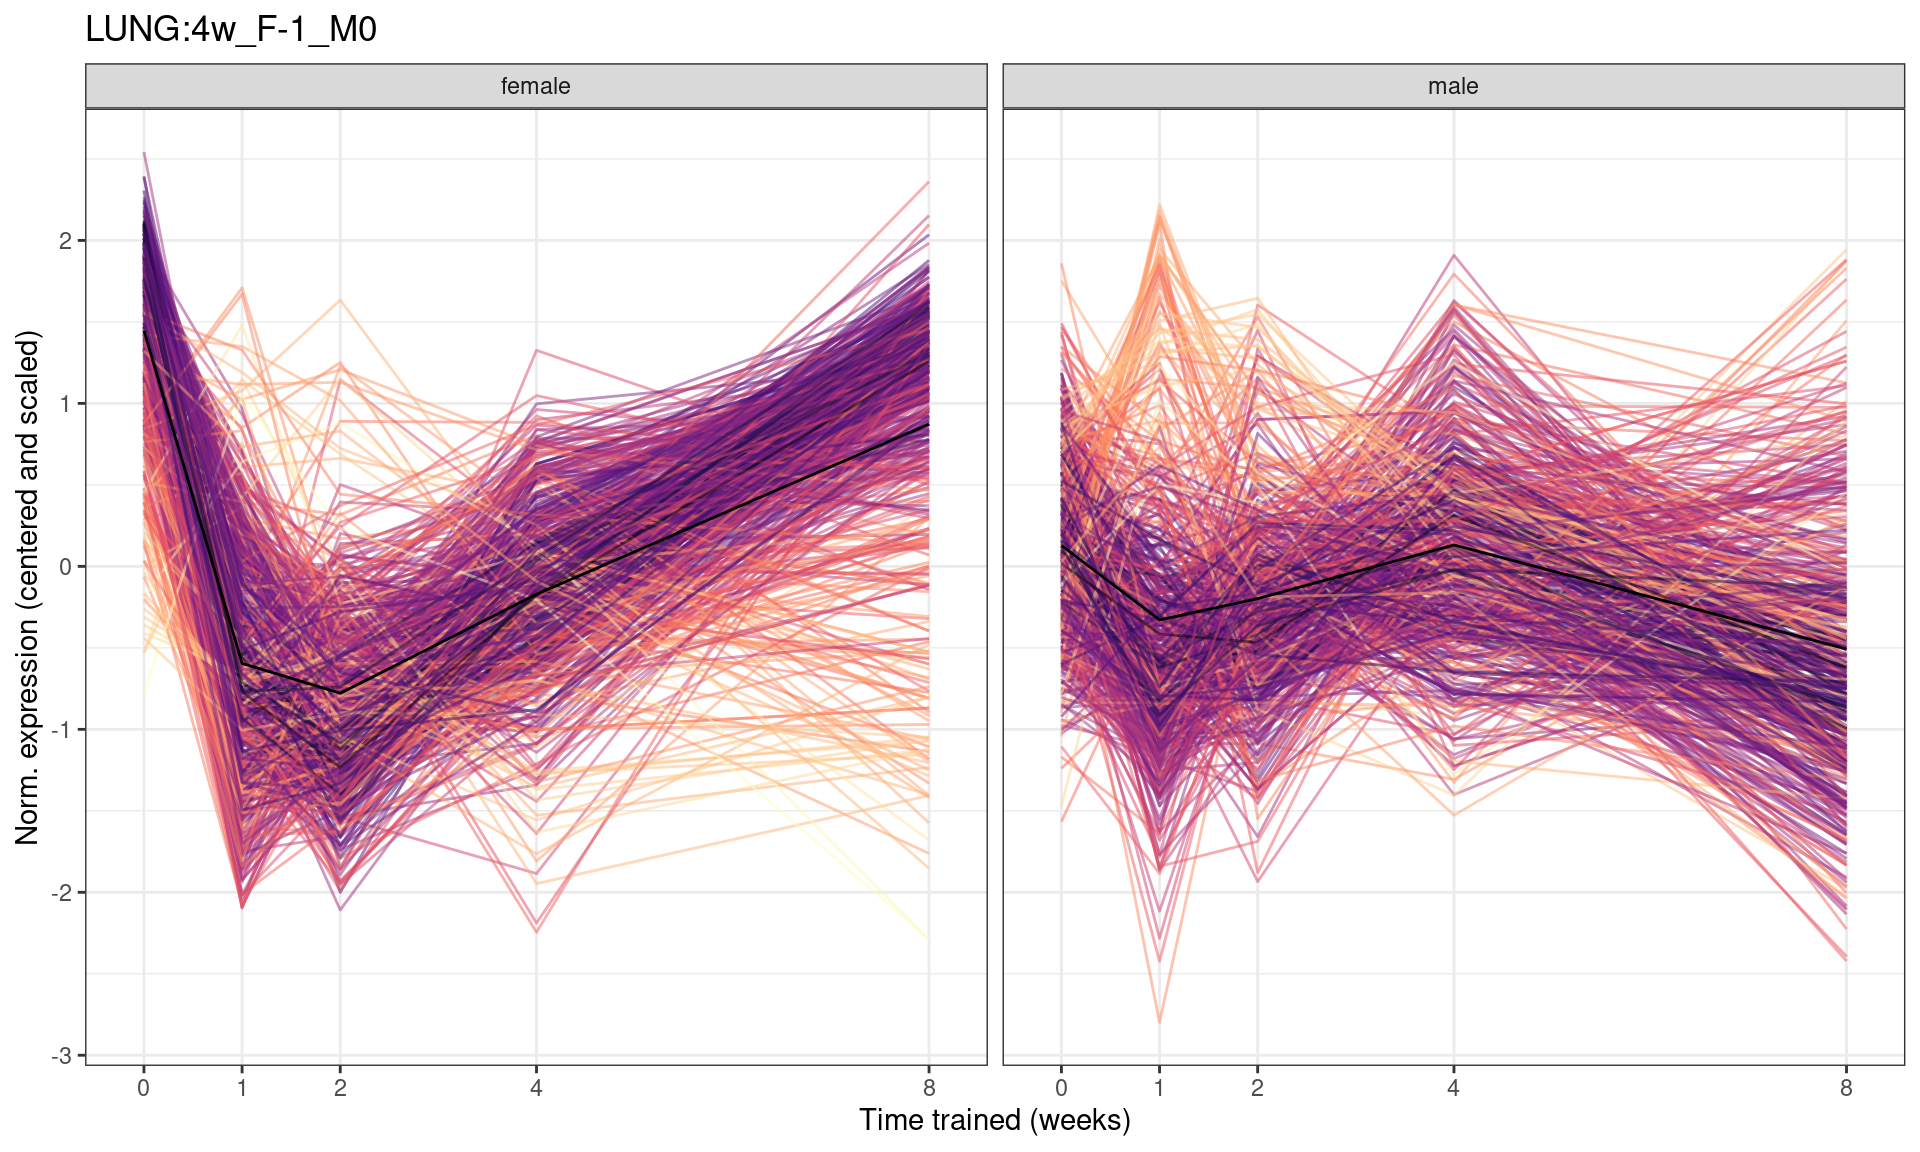 LUNG:4w_F-1_M0
female
male
Norm. expression (centered and scaled)
2
1
0
-1
-2
-3
0 1 2 4 8
0 1 2 4 8
Time trained (weeks)